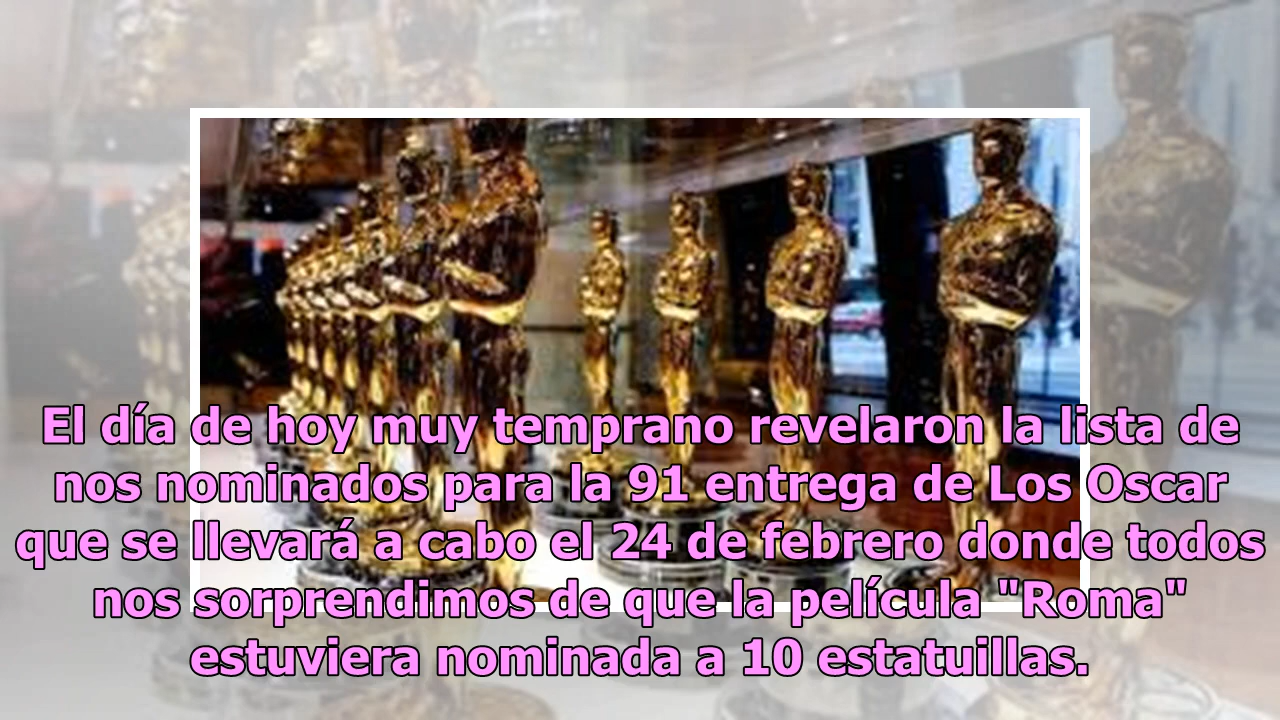 El día de hoy muy temprano revelaron la lista de
nos nominados para la 91 entrega de Los Oscar
que se llevará a cabo el 24 de febrero donde todos
nos sorprendimos de que la película "Roma"
estuviera nominada a 10 estatuillas.